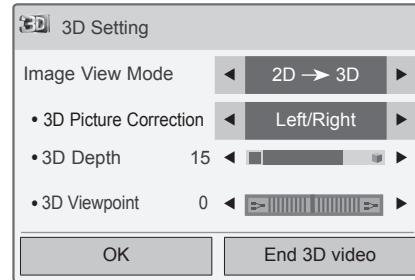 3D 3D Setting
Image View Mode ◄ 2D → 3D ►
• 3D Picture Correction ◄ Left/Right ►
• 3D Depth 15 ◄ ►
• 3D Viewpoint 0 ◄ ►
OK End 3D video